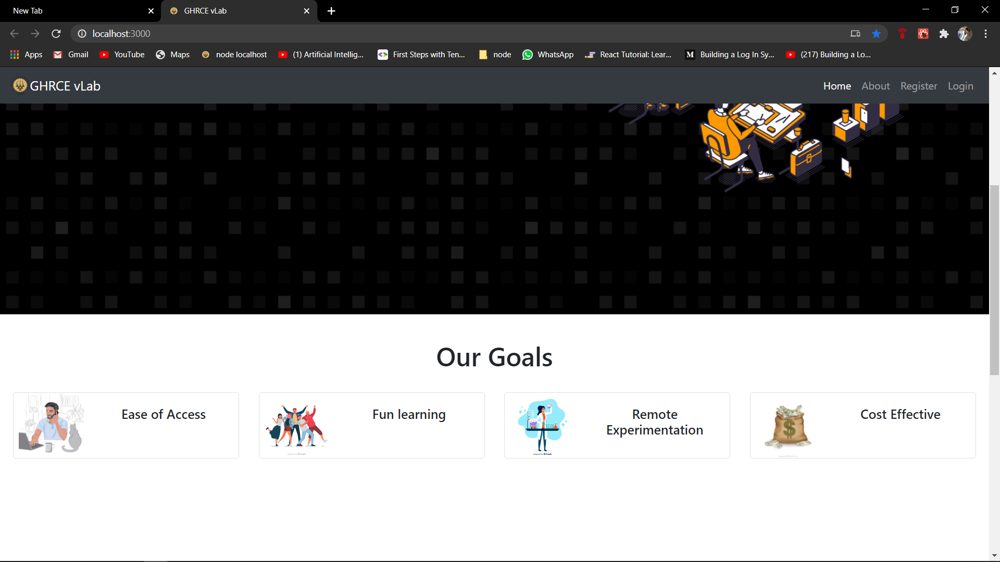 New Tab
GHRCE vLab
localhost:3000
Apps
Gmail
YouTube
Maps
node localhost
(1) Artificial Intellig...
First Steps with Ten...
node
WhatsApp
React Tutorial: Lear...
Building a Log In Sy...
(217) Building a Lo...
GHRCE vLab
Home
About
Register
Login
Our Goals
Ease of Access
Fun learning
Remote
Experimentation
Cost Effective